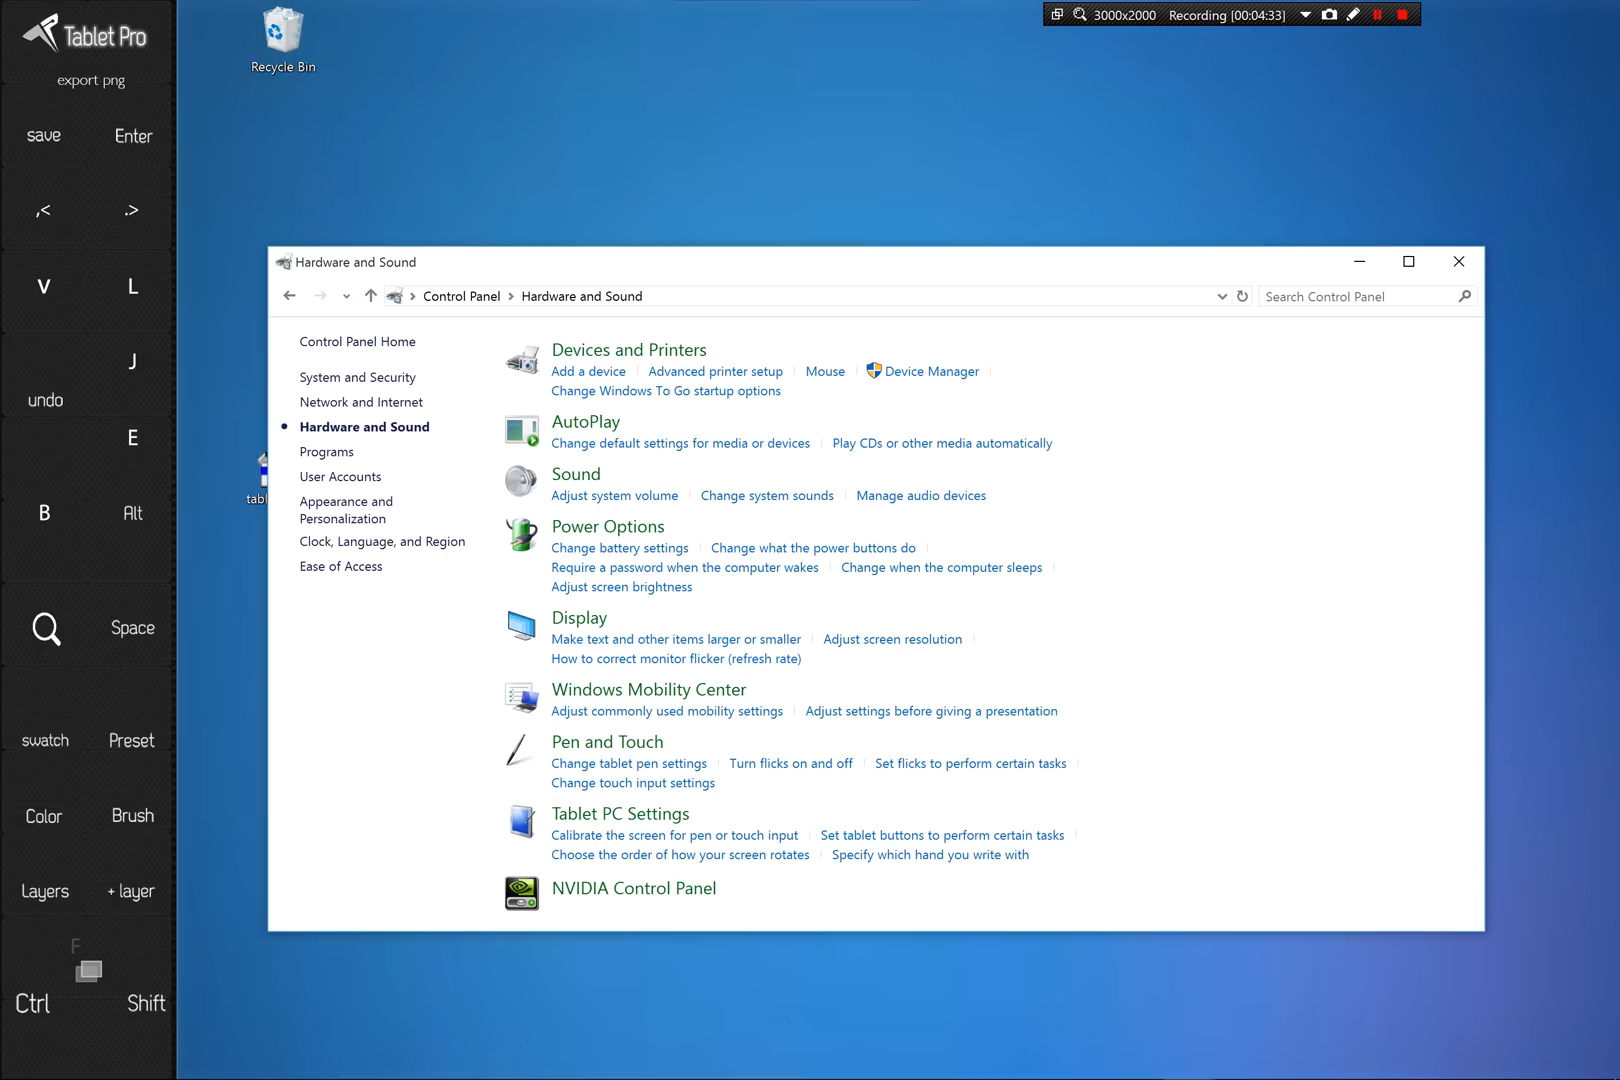 Tablet Pro
export png
save Enter
,< .>
V L
J
undo
E
B Alt
Space
swatch Preset
Color Brush
Layers + layer
F
Ctrl Shift
Recycle Bin
3000x2000 Recording [00:04:33]
tabl
Hardware and Sound
Control Panel > Hardware and Sound
Search Control Panel
Control Panel Home
System and Security
Network and Internet
Hardware and Sound
Programs
User Accounts
Appearance and
Personalization
Clock, Language, and Region
Ease of Access
Devices and Printers
Add a device Advanced printer setup Mouse Device Manager
Change Windows To Go startup options
AutoPlay
Change default settings for media or devices Play CDs or other media automatically
Sound
Adjust system volume Change system sounds Manage audio devices
Power Options
Change battery settings Change what the power buttons do
Require a password when the computer wakes Change when the computer sleeps
Adjust screen brightness
Display
Make text and other items larger or smaller Adjust screen resolution
How to correct monitor flicker (refresh rate)
Windows Mobility Center
Adjust commonly used mobility settings Adjust settings before giving a presentation
Pen and Touch
Change tablet pen settings Turn flicks on and off Set flicks to perform certain tasks
Change touch input settings
Tablet PC Settings
Calibrate the screen for pen or touch input Set tablet buttons to perform certain tasks
Choose the order of how your screen rotates Specify which hand you write with
NVIDIA Control Panel